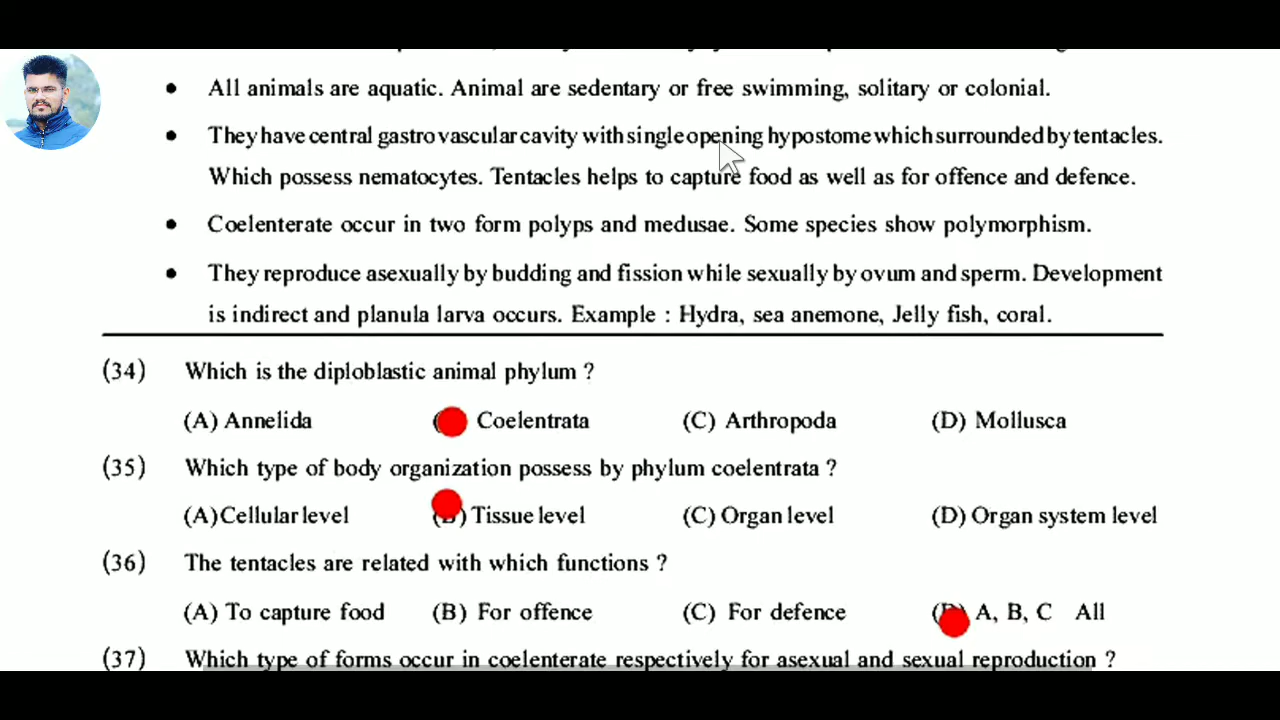 All animals are aquatic. Animal are sedentary or free swimming, solitary or colonial.
They have central gastro vascular cavity with single opening hypostome which surrounded by tentacles.
Which possess nematocytes. Tentacles helps to capture food as well as for offence and defence.
Coelenterate occur in two form polyps and medusae. Some species show polymorphism.
They reproduce asexually by budding and fission while sexually by ovum and sperm. Development
is indirect and planula larva occurs. Example : Hydra, sea anemone, Jelly fish, coral.
(34) Which is the diploblastic animal phylum ?
(A) Annelida Coelentrata (C) Arthropoda (D) Mollusca
(35) Which type of body organization possess by phylum coelentrata ?
(A) Cellular level (B) Tissue level (C) Organ level (D) Organ system level
(36) The tentacles are related with which functions ?
(A) To capture food (B) For offence (C) For defence (D) A, B, C All
(37) Which type of forms occur in coelenterate respectively for asexual and sexual reproduction ?